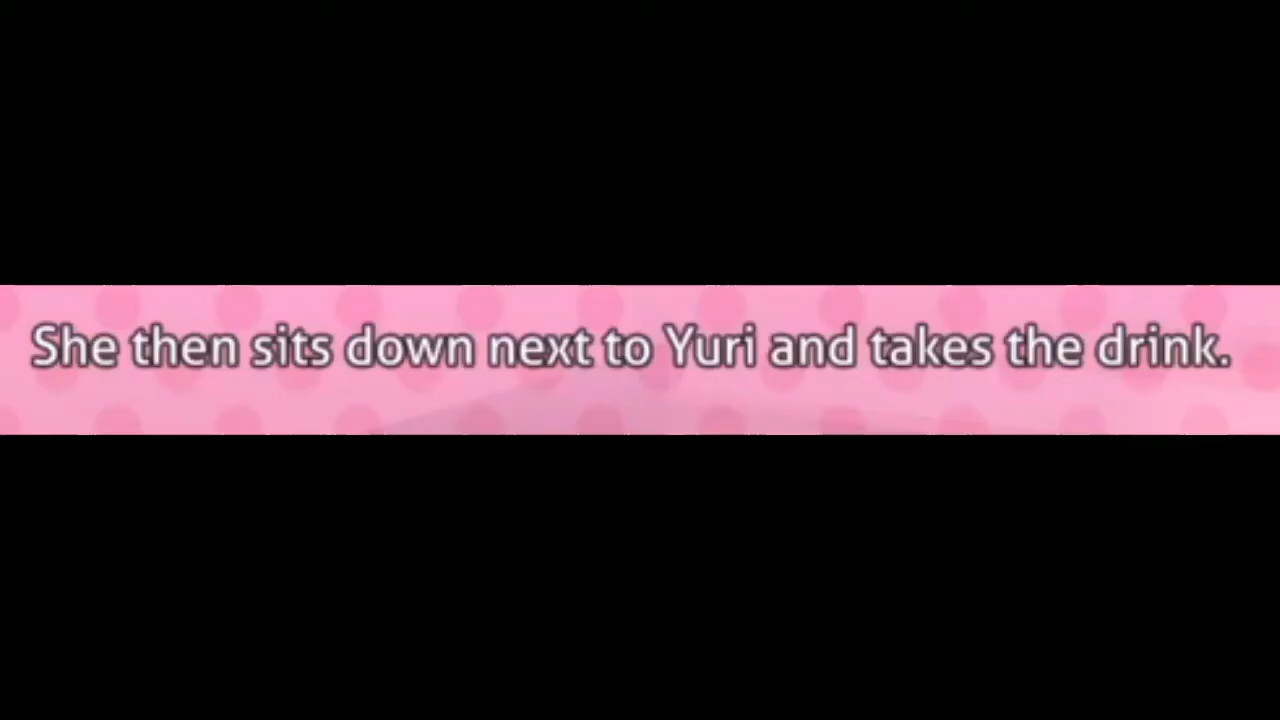 She then sits down next to Yuri and takes the drink.